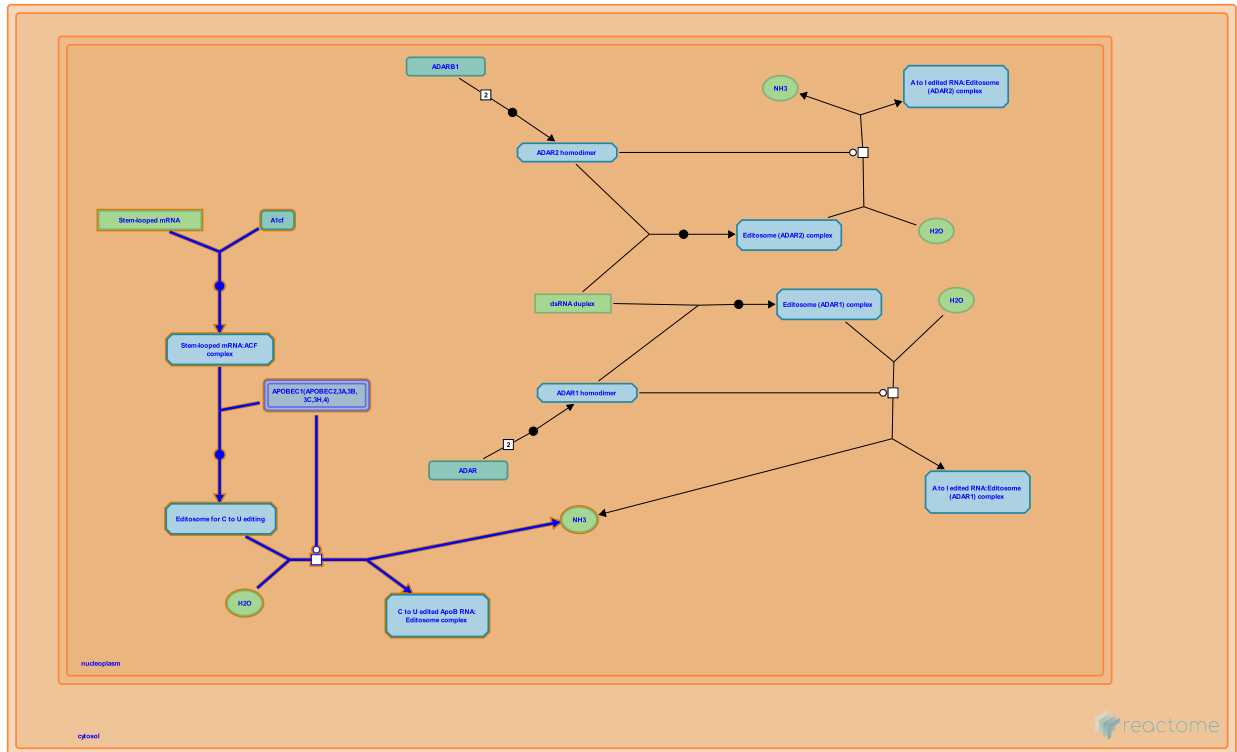 ADARB1
2
NH3
A to I edited RNA:Editosome
(ADAR2) complex
ADAR2 homodimer
Stem-looped mRNA
A1cf
Editosome (ADAR2) complex
H2O
dsRNA duplex
Editosome (ADAR1) complex
H2O
Stem-looped mRNA:ACF
complex
APOBEC1(APOBEC2,3A,3B,
3C,3H,4)
ADAR1 homodimer
2
ADAR
A to I edited RNA:Editosome
(ADAR1) complex
Editosome for C to U editing
NH3
H2O
C to U edited ApoB RNA:
Editosome complex
nucleoplasm
cytosol
reactome